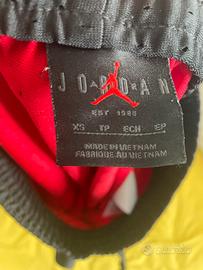 JORDAN
EST 1985
XS TP ECH EP
MADE IN VIETNAM
FABRIQUÉ AU VIETNAM